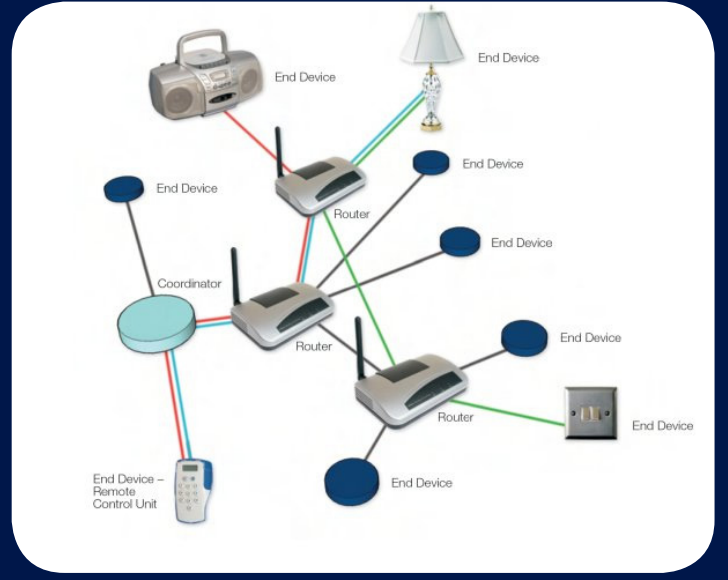 End Device
End Device
End Device
End Device
Router
End Device
Coordinator
Router
End Device
Router
End Device
End Device –
Remote
Control Unit
End Device